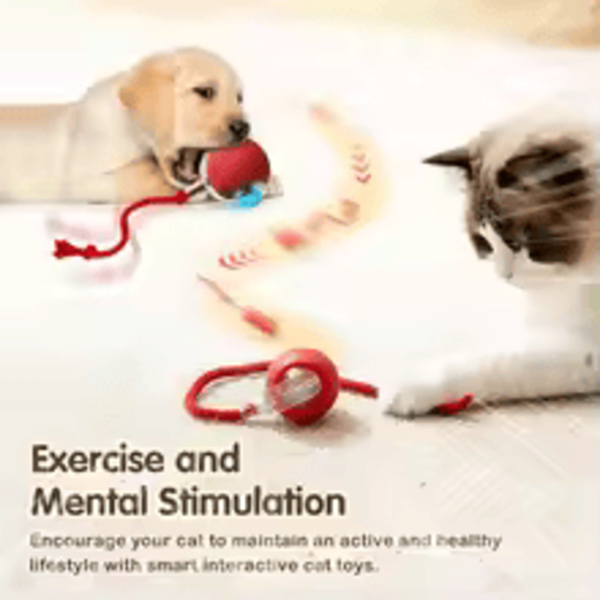 Exercise and
Mental Stimulation
Encourage your cat to maintain an active and healthy
lifestyle with smart interactive cat toys.